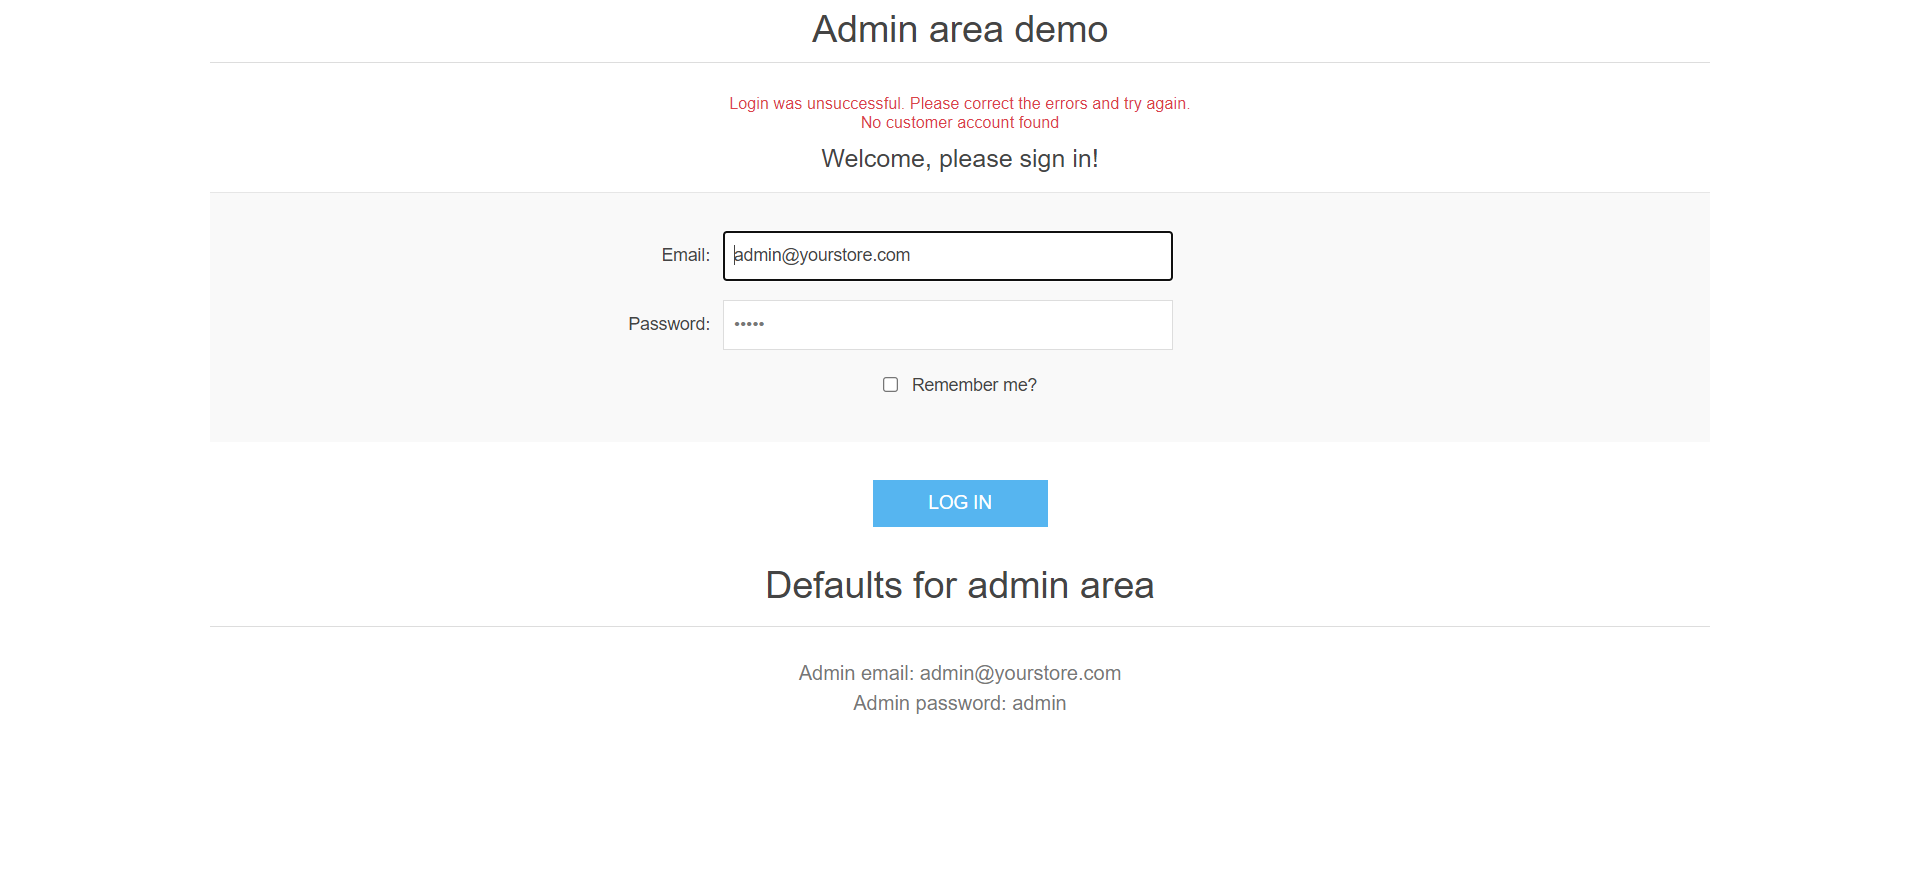 Admin area demo
Login was unsuccessful. Please correct the errors and try again.
No customer account found
Welcome, please sign in!
Email: admin@yourstore.com
Password: •••••
Remember me?
LOG IN
Defaults for admin area
Admin email: admin@yourstore.com
Admin password: admin